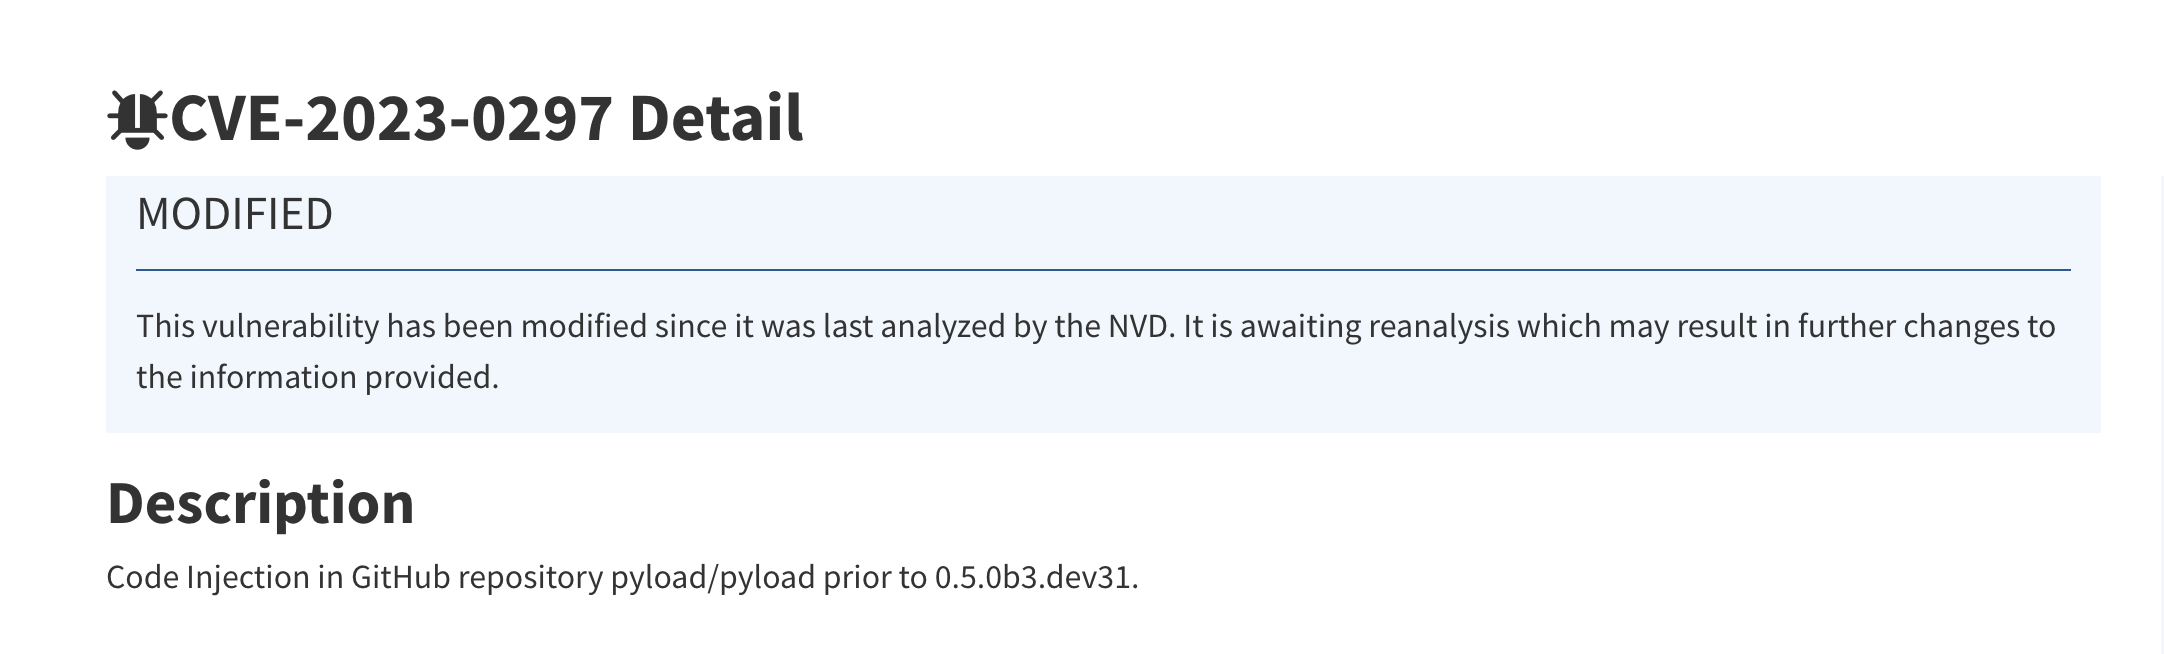 CVE-2023-0297 Detail
MODIFIED
This vulnerability has been modified since it was last analyzed by the NVD. It is awaiting reanalysis which may result in further changes to
the information provided.
Description
Code Injection in GitHub repository pyload/pyload prior to 0.5.0b3.dev31.